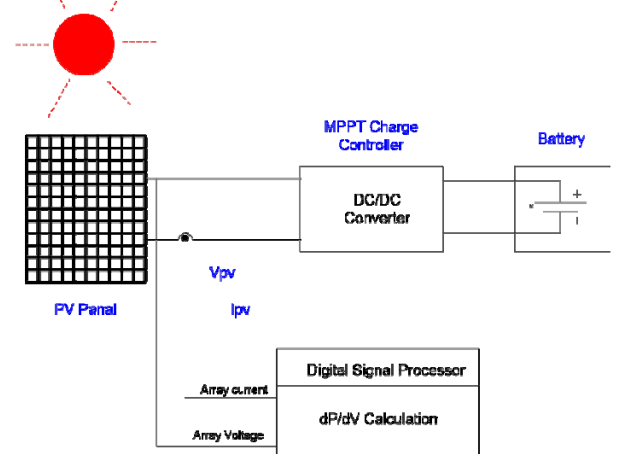 MPPT Charge
Controller
Battery
DC/DC
Converter
+
Vpv
PV Panal
Ipv
Digital Signal Processor
Array current
dP/dV Calculation
Array Voltage